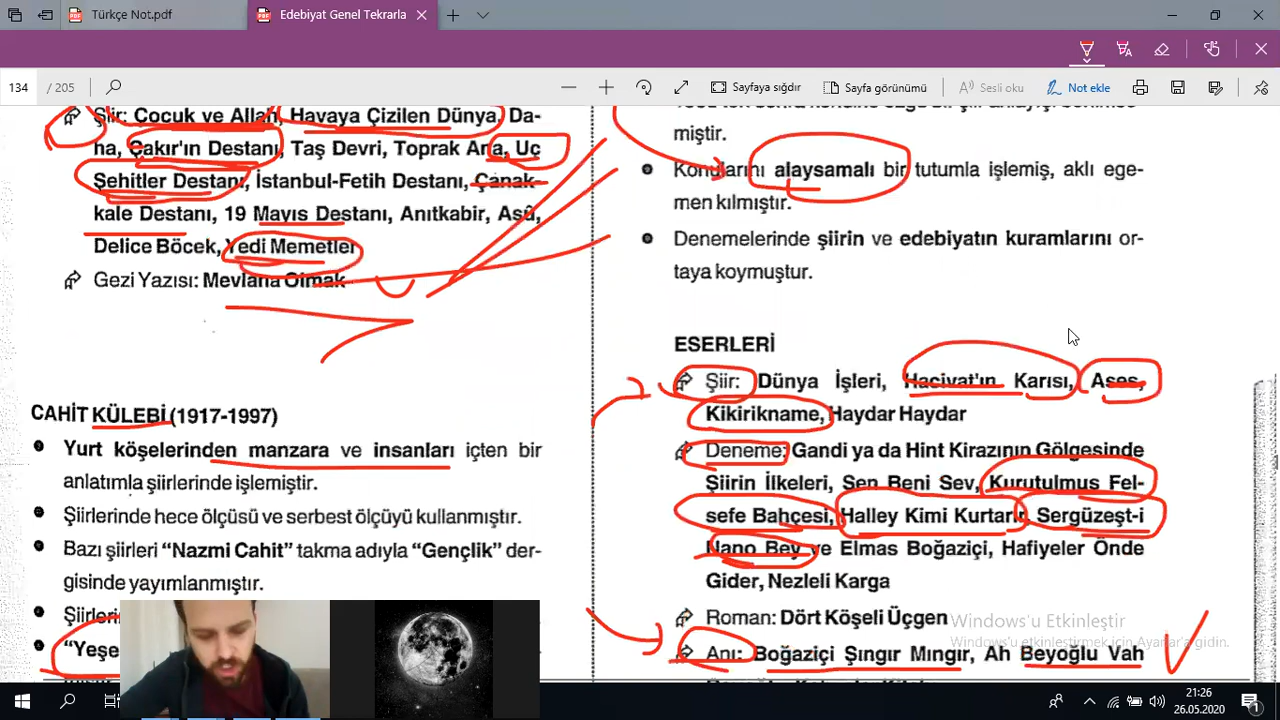 Türkçe Not.pdf
Edebiyat Genel Tekrarla
134 / 205
Sayfaya sığdır
Sayfa görünümü
Sesli oku
Not ekle
Şiir: Çocuk ve Allah, Havaya Çizilen Dünya, Da-
ha, Çakır'ın Destanı, Taş Devri, Toprak Ana, Üç
Şehitler Destanı, İstanbul-Fetih Destanı, Çanak-
kale Destanı, 19 Mayıs Destanı, Anıtkabir, Asû,
Delice Böcek, Yedi Memetler
Gezi Yazısı: Mevlana Olmak
CAHİT KÜLEBİ (1917-1997)
Yurt köşelerinden manzara ve insanları içten bir
anlatımla şiirlerinde işlemiştir.
Şiirlerinde hece ölçüsü ve serbest ölçüyü kullanmıştır.
Bazı şiirleri "Nazmi Cahit" takma adıyla "Gençlik" der-
gisinde yayımlanmıştır.
"Yeşe
miştir.
Konularını alaysamalı bir tutumla işlemiş, aklı ege-
men kılmıştır.
Denemelerinde şiirin ve edebiyatın kuramlarını or-
taya koymuştur.
ESERLERİ
Şiir: Dünya İşleri, Hacivat'ın Karısı, Ases,
Kikirikname, Haydar Haydar
Deneme: Gandi ya da Hint Kirazının Gölgesinde
Şiirin İlkeleri, Sen Beni Sev, Kurutulmuş Fel-
sefe Bahçesi, Halley Kimi Kurtarır, Sergüzeşt-i
Nano Bey ve Elmas Boğaziçi, Hafiyeler Önde
Gider, Nezleli Karga
Roman: Dört Köşeli Üçgen
Anı: Boğaziçi Şıngır Mıngır, Ah Beyoğlu Vah
Windows'u Etkinleştir
Windows'u etkinleştirmek için Ayarlar'a gidin.
21:26
26.05.2020